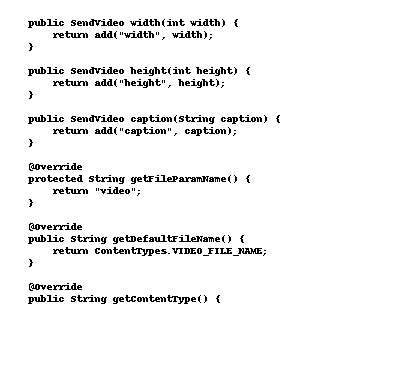 public SendVideo width(int width) {
    return add("width", width);
}

public SendVideo height(int height) {
    return add("height", height);
}

public SendVideo caption(String caption) {
    return add("caption", caption);
}

@Override
protected String getFileParamName() {
    return "video";
}

@Override
public String getDefaultFileName() {
    return ContentTypes.VIDEO_FILE_NAME;
}

@Override
public String getContentType() {